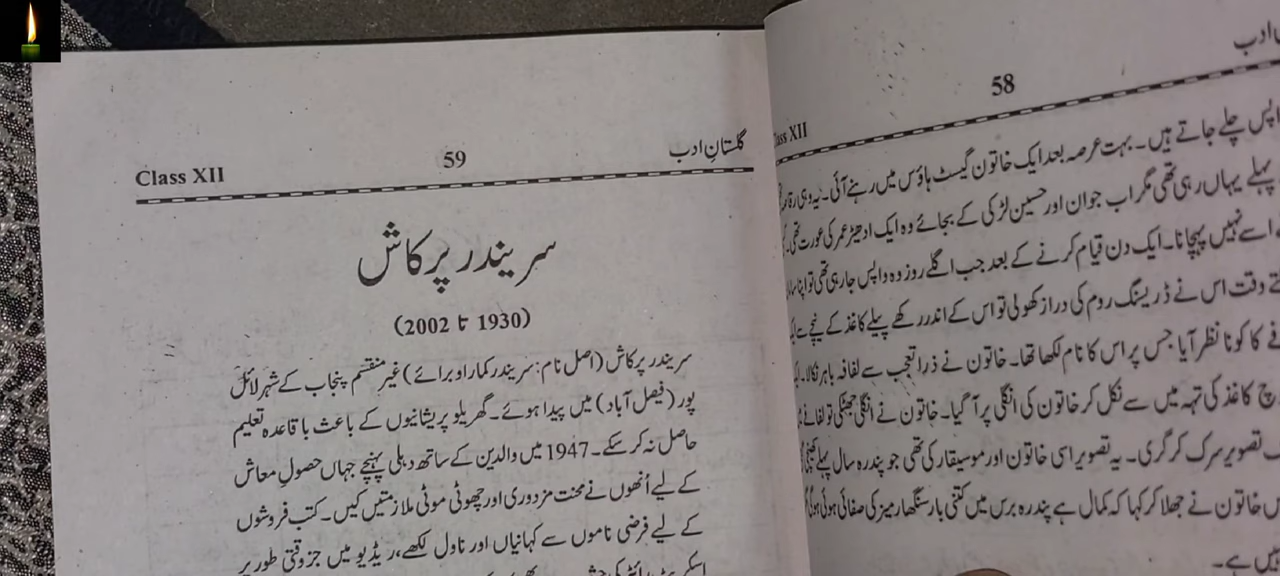 Class XII 59 گلستانِ ادب
سریندر پرکاش
(1930 تا 2002)
سریندر پرکاش (اصل نام: سریندر کمار اوبرائے) غیر منقسم پنجاب کے شہر لائل
پور (فیصل آباد) میں پیدا ہوئے۔ گھریلو پریشانیوں کے باعث باقاعدہ تعلیم
حاصل نہ کر سکے۔ 1947 میں والدین کے ساتھ دہلی پہنچے جہاں حصولِ معاش
کے لیے اُنھوں نے محنت مزدوری اور چھوٹی موٹی ملازمتیں کیں۔ کتب فروشوں
کے لیے فرضی ناموں سے کہانیاں اور ناول لکھے، ریڈیو میں جزوقتی طور پر
58 ادب
Class XII
واپس چلے جاتے ہیں۔ بہت عرصہ بعد ایک خاتون گیسٹ ہاؤس میں رہنے آئی۔ یہ وہی
پہلے یہاں رہی تھی مگر اب جوان اور حسین لڑکی کے بجائے وہ ایک ادھیڑ عمر کی عورت تھی۔
اسے نہیں پہچانا۔ ایک دن قیام کرنے کے بعد جب اگلے روز وہ واپس جا رہی تھی تو اپنا
وقت اس نے ڈریسنگ روم کی دراز کھولی تو اس کے اندر رکھے پیلے کاغذ کے نیچے سے
کا کونا نظر آیا جس پر اس کا نام لکھا تھا۔ خاتون نے ذرا تعجب سے لفافہ باہر نکالا۔
کاغذ کی تہہ میں سے نکل کر خاتون کی انگلی پر آ گیا۔ خاتون نے انگلی جھٹکی تو لفافے
تصویر سرک کر گری۔ یہ تصویر اسی خاتون اور موسیقار کی تھی جو پندرہ سال پہلے کھینچی
خاتون نے جھلا کر کہا کہ کمال ہے پندرہ برس میں کتنی بار سنگھار میز کی صفائی ہوئی ہوگی
ہے۔